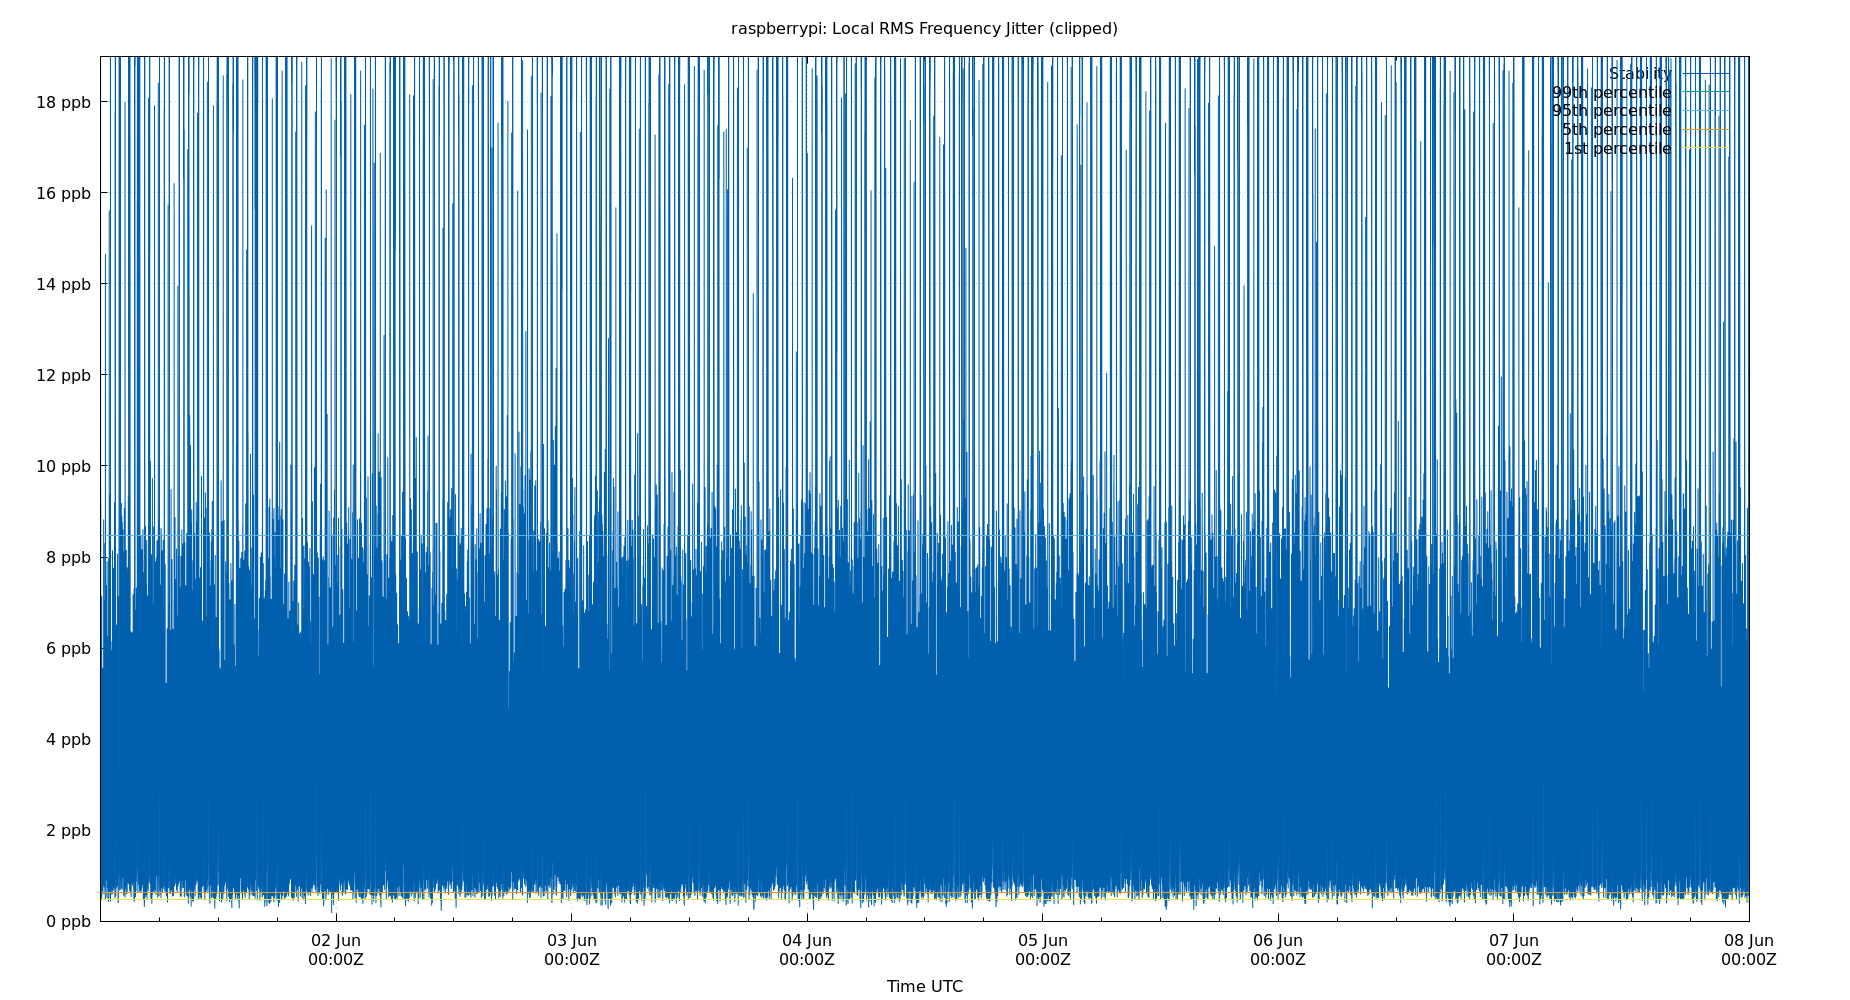 raspberrypi: Local RMS Frequency Jitter (clipped)
Stability
99th percentile
95th percentile
5th percentile
1st percentile
18 ppb
16 ppb
14 ppb
12 ppb
10 ppb
8 ppb
6 ppb
4 ppb
2 ppb
0 ppb
02 Jun 03 Jun 04 Jun 05 Jun 06 Jun 07 Jun 08 Jun
00:00Z 00:00Z 00:00Z 00:00Z 00:00Z 00:00Z 00:00Z
Time UTC